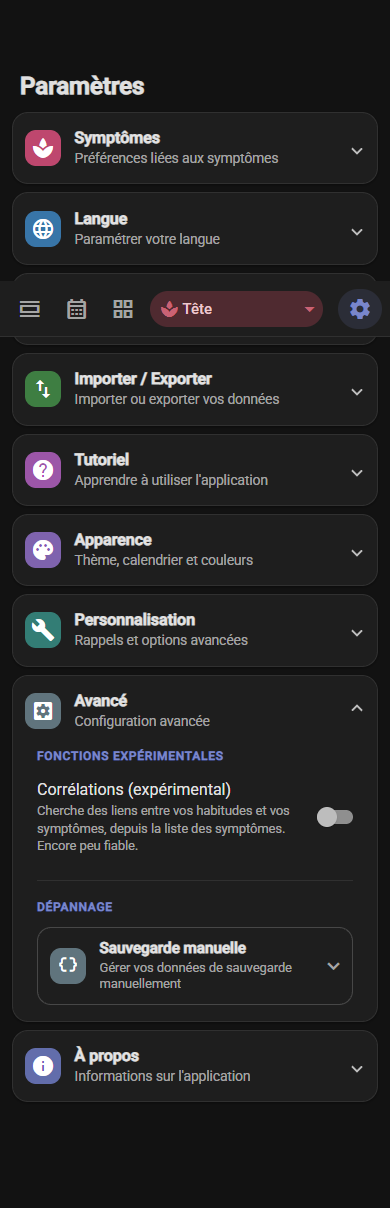 Paramètres
Symptômes
Préférences liées aux symptômes
Langue
Paramétrer votre langue
Tête
Importer / Exporter
Importer ou exporter vos données
Tutoriel
Apprendre à utiliser l'application
Apparence
Thème, calendrier et couleurs
Personnalisation
Rappels et options avancées
Avancé
Configuration avancée
FONCTIONS EXPÉRIMENTALES
Corrélations (expérimental)
Cherche des liens entre vos habitudes et vos
symptômes, depuis la liste des symptômes.
Encore peu fiable.
DÉPANNAGE
Sauvegarde manuelle
Gérer vos données de sauvegarde
manuellement
À propos
Informations sur l'application